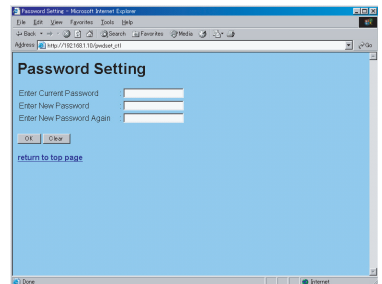 Password Setting - Microsoft Internet Explorer
File Edit View Favorites Tools Help
Back Search Favorites Media
Address http://192.168.1.10/pwdset_ctl Go
Password Setting
Enter Current Password :
Enter New Password :
Enter New Password Again :
OK Clear
return to top page
Done Internet